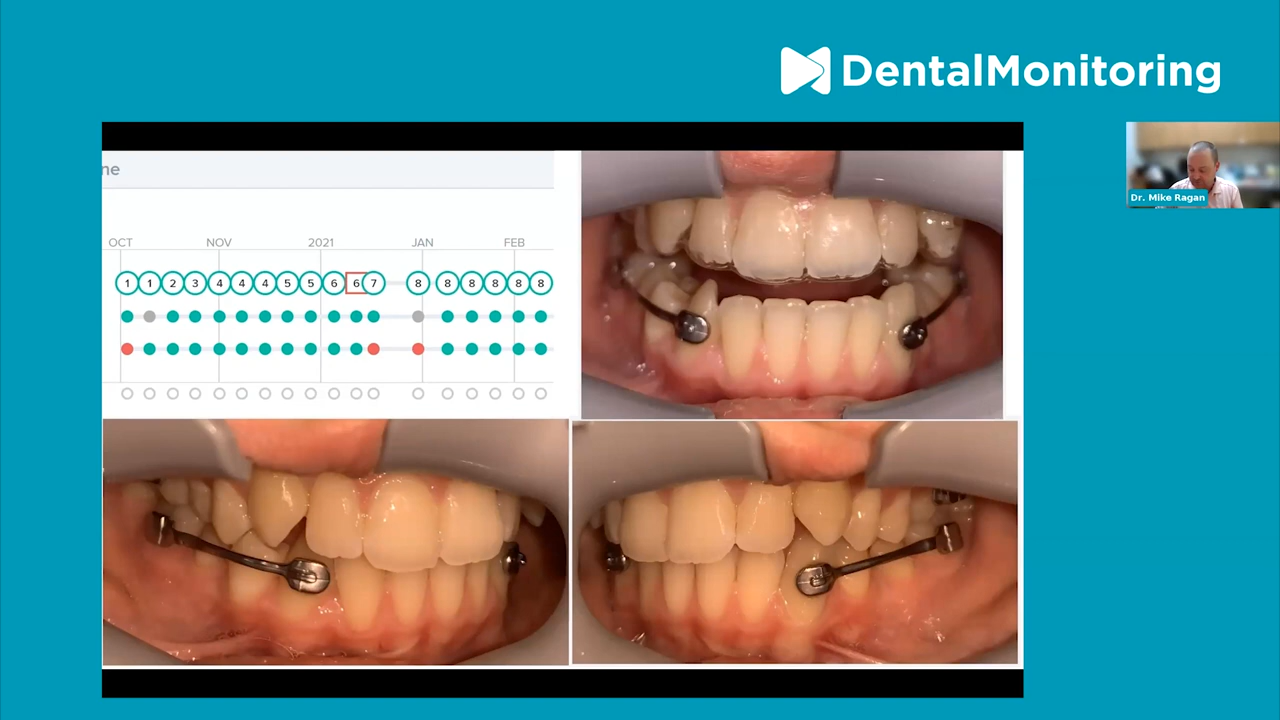 DentalMonitoring
ne
OCT NOV 2021 JAN FEB
1 1 2 3 4 4 4 5 5 6 6 7 8 8 8 8 8 8
Dr. Mike Ragan